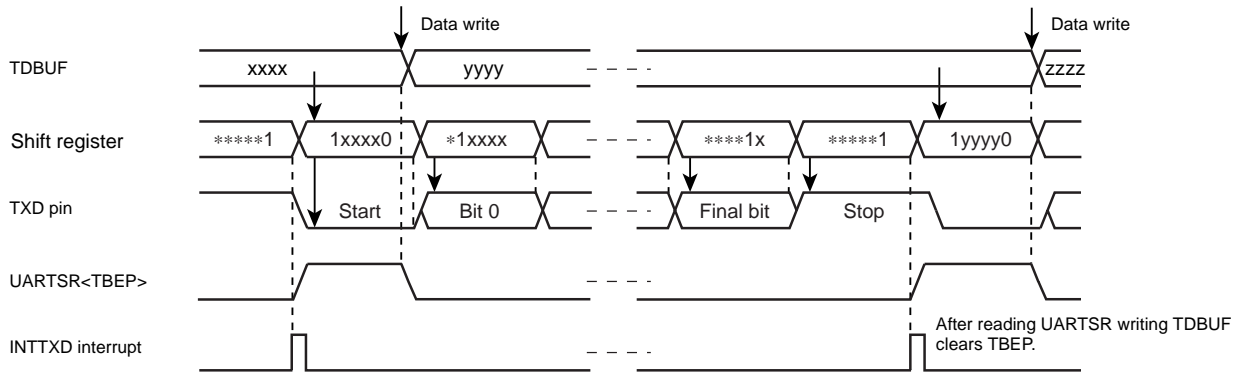 Data write Data write
TDBUF xxxx yyyy zzzz
Shift register *****1 1xxxx0 *1xxxx ****1x *****1 1yyyy0
TXD pin Start Bit 0 Final bit Stop
UARTSR<TBEP>
After reading UARTSR writing TDBUF
INTTXD interrupt clears TBEP.